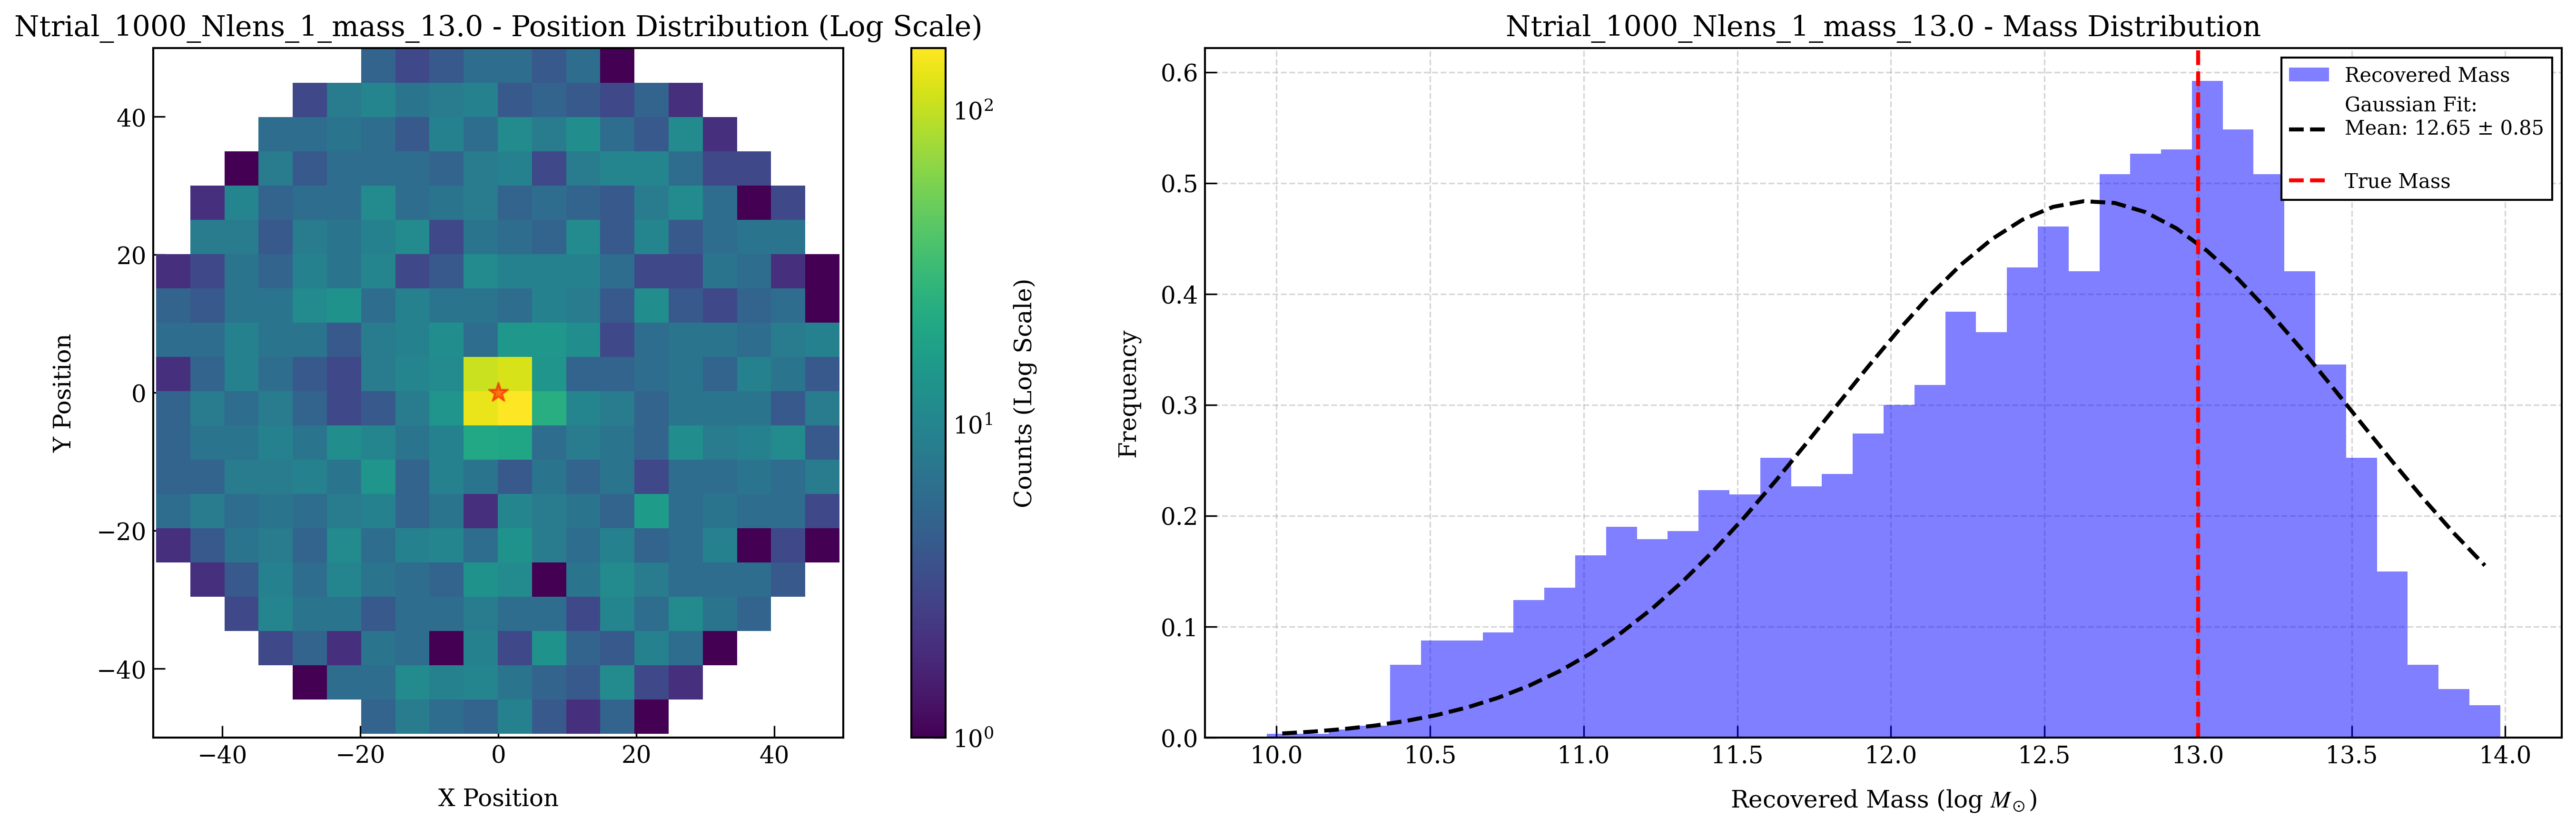 Ntrial_1000_Nlens_1_mass_13.0 - Position Distribution (Log Scale)
40
20
0
−20
−40
Y Position
−40
−20
0
20
40
X Position
10²
10¹
10⁰
Counts (Log Scale)
Ntrial_1000_Nlens_1_mass_13.0 - Mass Distribution
0.6
0.5
0.4
0.3
0.2
0.1
0.0
Frequency
Recovered Mass
Gaussian Fit:
Mean: 12.65 ± 0.85
True Mass
10.0
10.5
11.0
11.5
12.0
12.5
13.0
13.5
14.0
Recovered Mass (log M⊙)